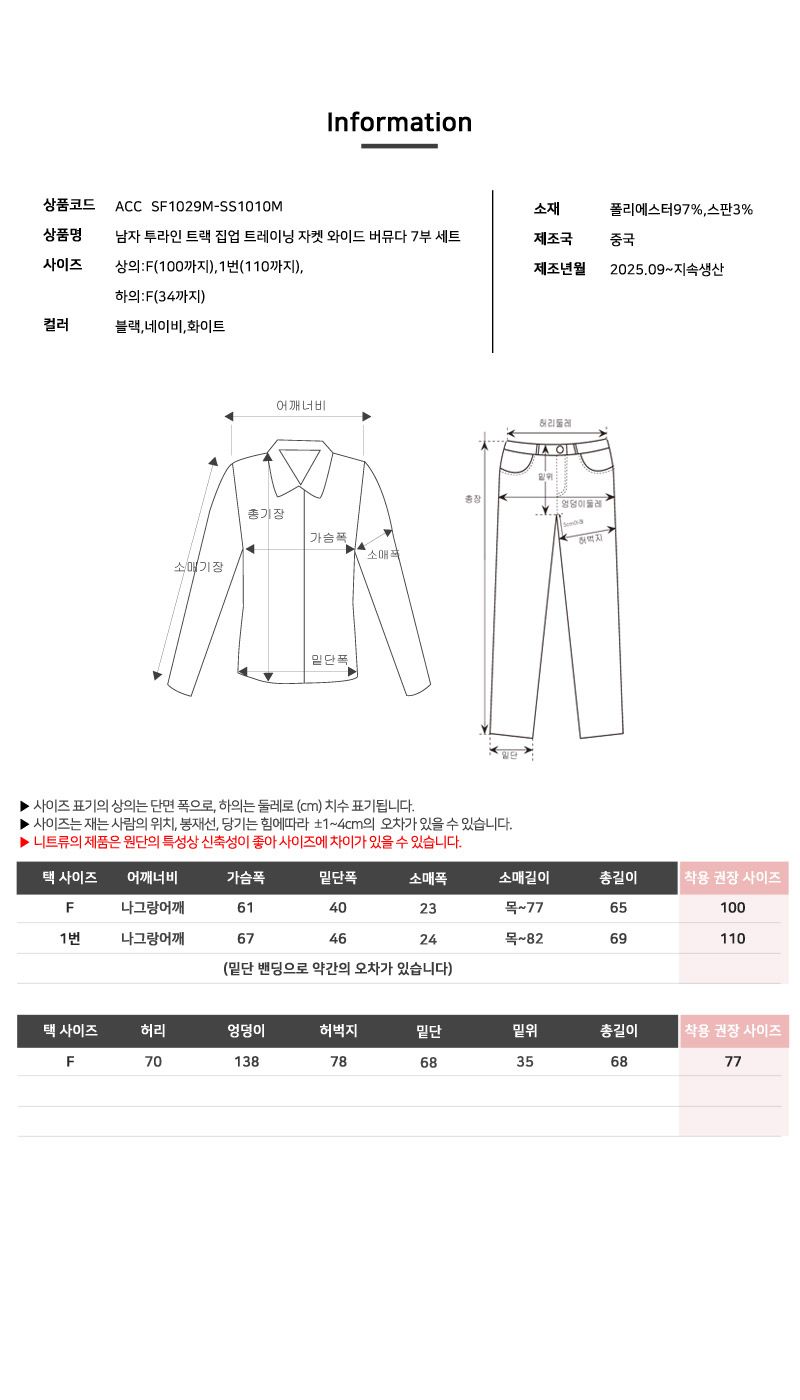 Information
상품코드 ACC SF1029M-SS1010M
상품명 남자 투라인 트랙 집업 트레이닝 자켓 와이드 버뮤다 7부 세트
사이즈 상의:F(100까지),1번(110까지),
하의:F(34까지)
컬러 블랙,네이비,화이트
소재 폴리에스터97%,스판3%
제조국 중국
제조년월 2025.09~지속생산
어깨너비
총기장
가슴폭
소매폭
소매기장
밑단폭
허리둘레
밑위
총장
엉덩이둘레
5cm아래
허벅지
밑단
▶ 사이즈 표기의 상의는 단면 폭으로, 하의는 둘레로 (cm) 치수 표기됩니다.
▶ 사이즈는 재는 사람의 위치, 봉재선, 당기는 힘에따라 ±1~4cm의 오차가 있을 수 있습니다.
▶ 니트류의 제품은 원단의 특성상 신축성이 좋아 사이즈에 차이가 있을 수 있습니다.
택 사이즈 어깨너비 가슴폭 밑단폭 소매폭 소매길이 총길이 착용 권장 사이즈
F 나그랑어깨 61 40 23 목~77 65 100
1번 나그랑어깨 67 46 24 목~82 69 110
(밑단 밴딩으로 약간의 오차가 있습니다)
택 사이즈 허리 엉덩이 허벅지 밑단 밑위 총길이 착용 권장 사이즈
F 70 138 78 68 35 68 77